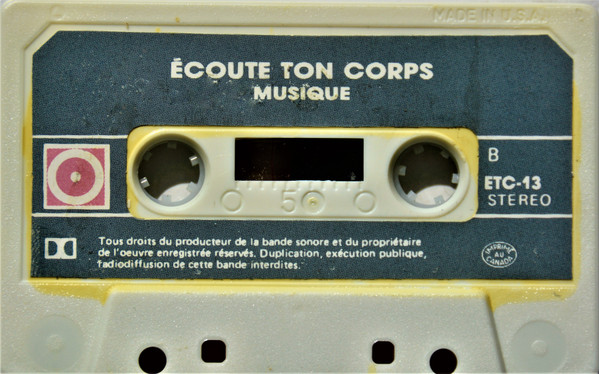 MADE IN U.S.A.
ÉCOUTE TON CORPS
MUSIQUE
B
ETC-13
STEREO
50
Tous droits du producteur de la bande sonore et du propriétaire
de l'oeuvre enregistrée réservés. Duplication, exécution publique,
radiodiffusion de cette bande interdites.
IMPRIMÉ
AU
CANADA